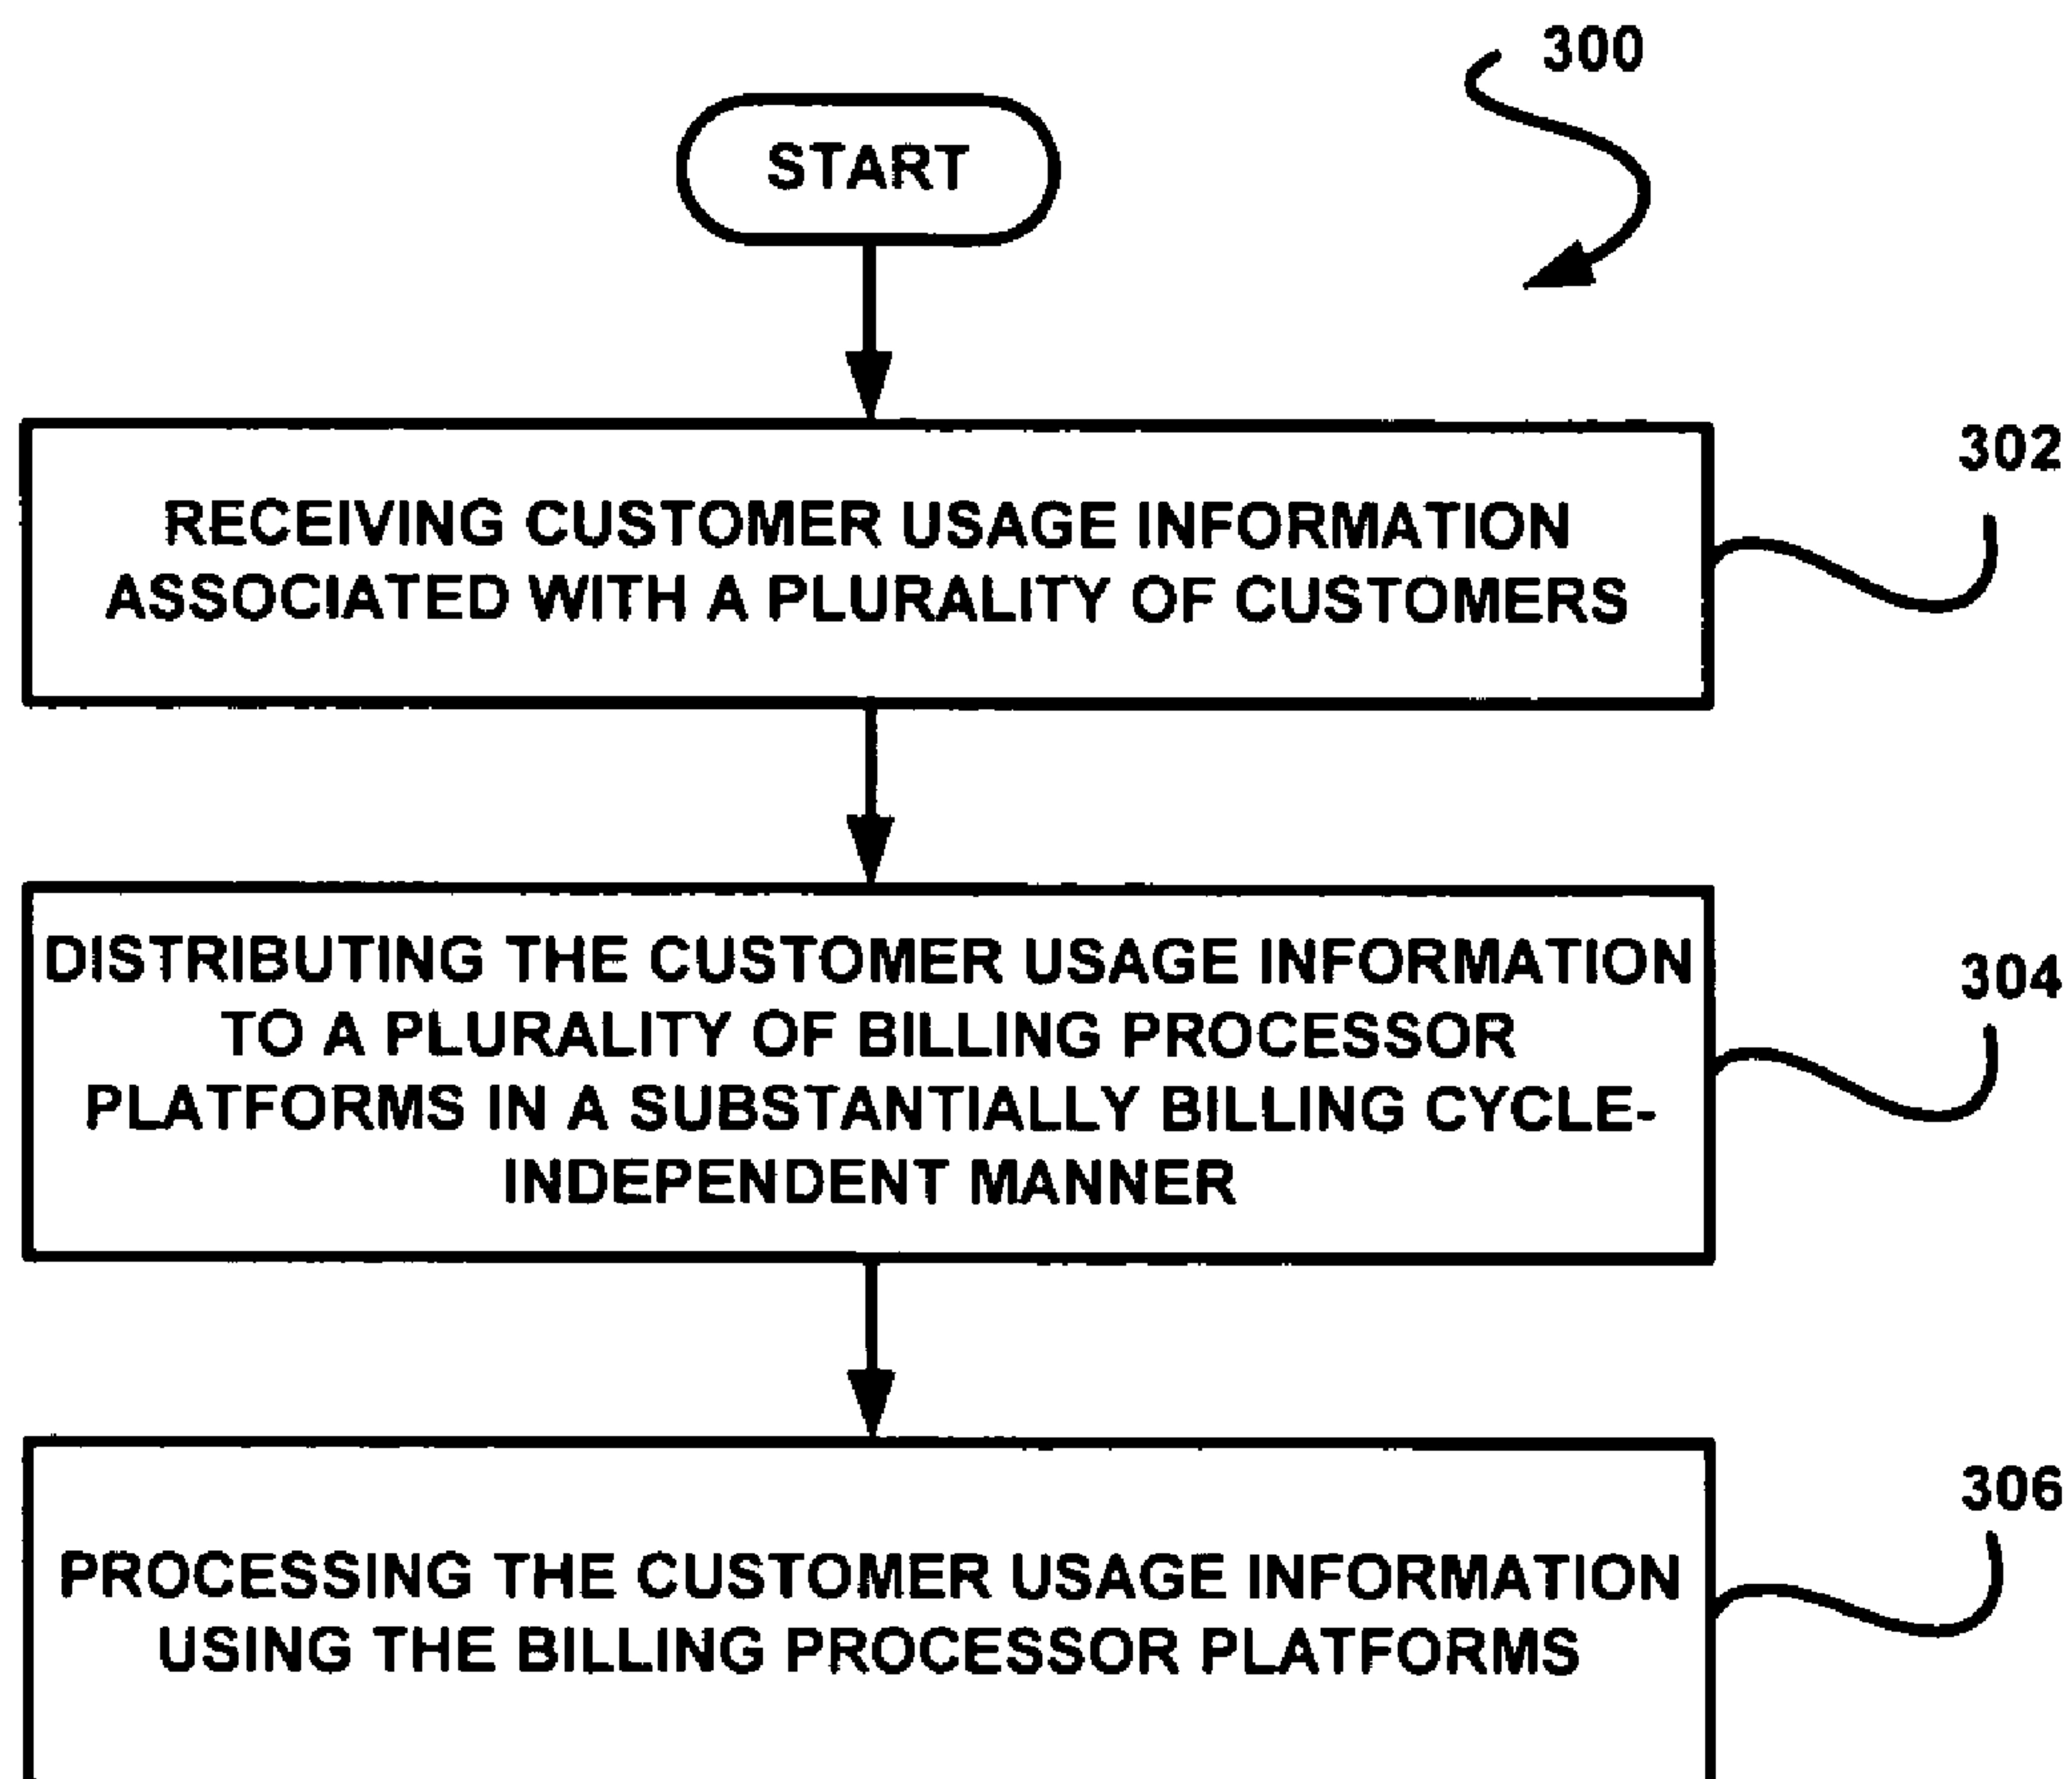 300
START
302
RECEIVING CUSTOMER USAGE INFORMATION
ASSOCIATED WITH A PLURALITY OF CUSTOMERS
304
DISTRIBUTING THE CUSTOMER USAGE INFORMATION
TO A PLURALITY OF BILLING PROCESSOR
PLATFORMS IN A SUBSTANTIALLY BILLING CYCLE-
INDEPENDENT MANNER
306
PROCESSING THE CUSTOMER USAGE INFORMATION
USING THE BILLING PROCESSOR PLATFORMS